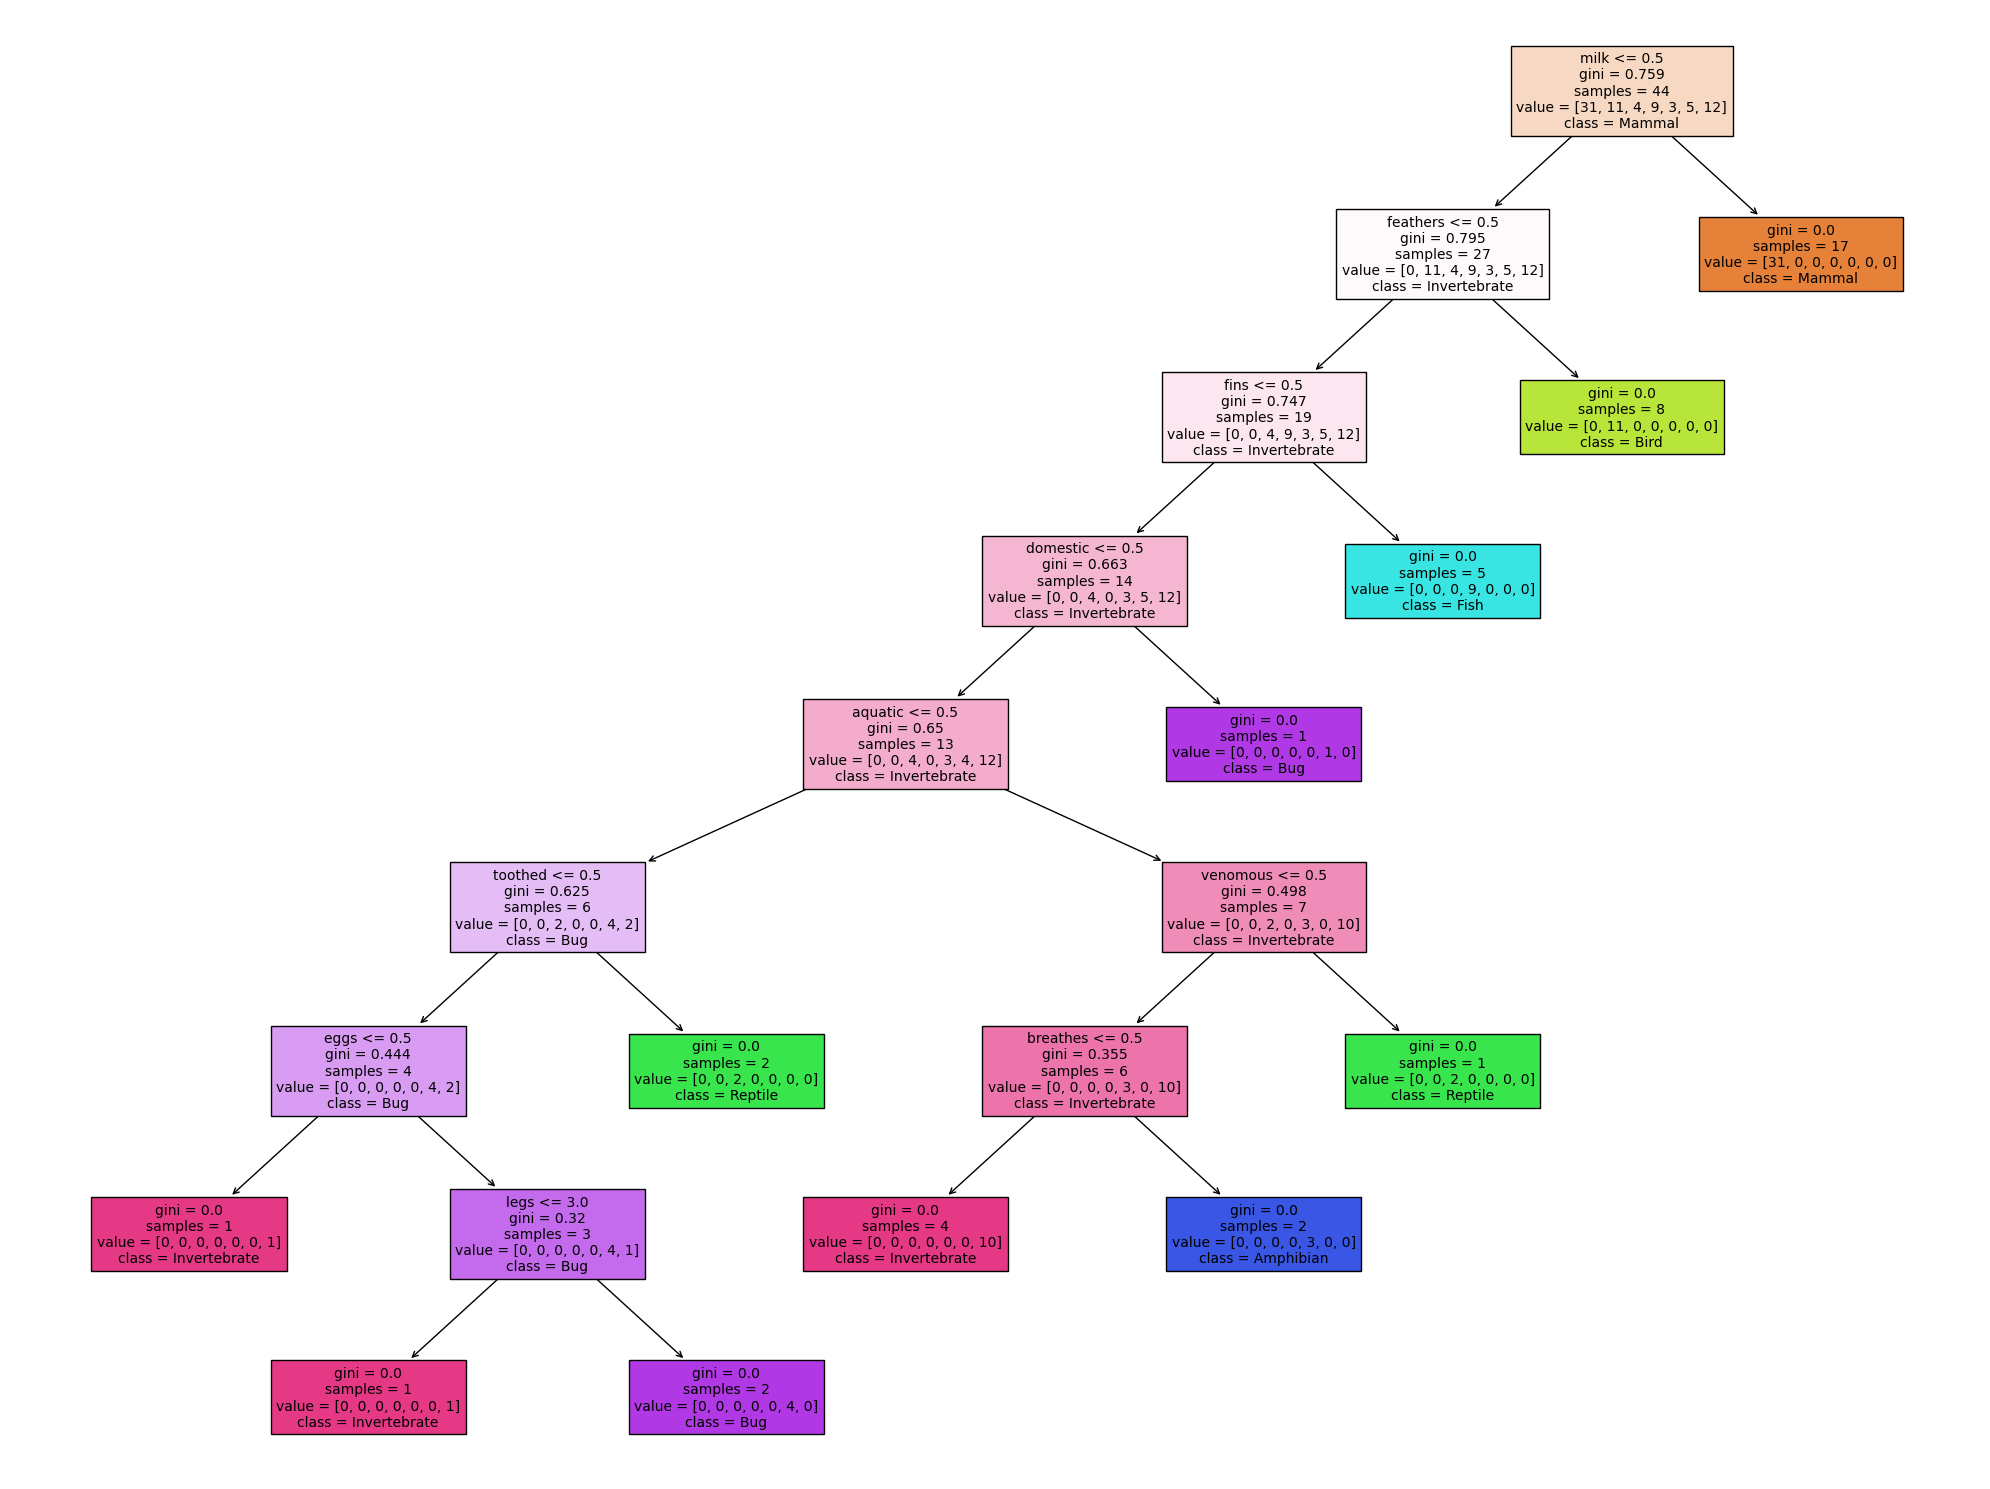 milk <= 0.5
gini = 0.759
samples = 44
value = [31, 11, 4, 9, 3, 5, 12]
class = Mammal
feathers <= 0.5
gini = 0.795
samples = 27
value = [0, 11, 4, 9, 3, 5, 12]
class = Invertebrate
gini = 0.0
samples = 17
value = [31, 0, 0, 0, 0, 0, 0]
class = Mammal
fins <= 0.5
gini = 0.747
samples = 19
value = [0, 0, 4, 9, 3, 5, 12]
class = Invertebrate
gini = 0.0
samples = 8
value = [0, 11, 0, 0, 0, 0, 0]
class = Bird
domestic <= 0.5
gini = 0.663
samples = 14
value = [0, 0, 4, 0, 3, 5, 12]
class = Invertebrate
gini = 0.0
samples = 5
value = [0, 0, 0, 9, 0, 0, 0]
class = Fish
aquatic <= 0.5
gini = 0.65
samples = 13
value = [0, 0, 4, 0, 3, 4, 12]
class = Invertebrate
gini = 0.0
samples = 1
value = [0, 0, 0, 0, 0, 1, 0]
class = Bug
toothed <= 0.5
gini = 0.625
samples = 6
value = [0, 0, 2, 0, 0, 4, 2]
class = Bug
venomous <= 0.5
gini = 0.498
samples = 7
value = [0, 0, 2, 0, 3, 0, 10]
class = Invertebrate
eggs <= 0.5
gini = 0.444
samples = 4
value = [0, 0, 0, 0, 0, 4, 2]
class = Bug
gini = 0.0
samples = 2
value = [0, 0, 2, 0, 0, 0, 0]
class = Reptile
breathes <= 0.5
gini = 0.355
samples = 6
value = [0, 0, 0, 0, 3, 0, 10]
class = Invertebrate
gini = 0.0
samples = 1
value = [0, 0, 2, 0, 0, 0, 0]
class = Reptile
gini = 0.0
samples = 1
value = [0, 0, 0, 0, 0, 0, 1]
class = Invertebrate
legs <= 3.0
gini = 0.32
samples = 3
value = [0, 0, 0, 0, 0, 4, 1]
class = Bug
gini = 0.0
samples = 4
value = [0, 0, 0, 0, 0, 0, 10]
class = Invertebrate
gini = 0.0
samples = 2
value = [0, 0, 0, 0, 3, 0, 0]
class = Amphibian
gini = 0.0
samples = 1
value = [0, 0, 0, 0, 0, 0, 1]
class = Invertebrate
gini = 0.0
samples = 2
value = [0, 0, 0, 0, 0, 4, 0]
class = Bug